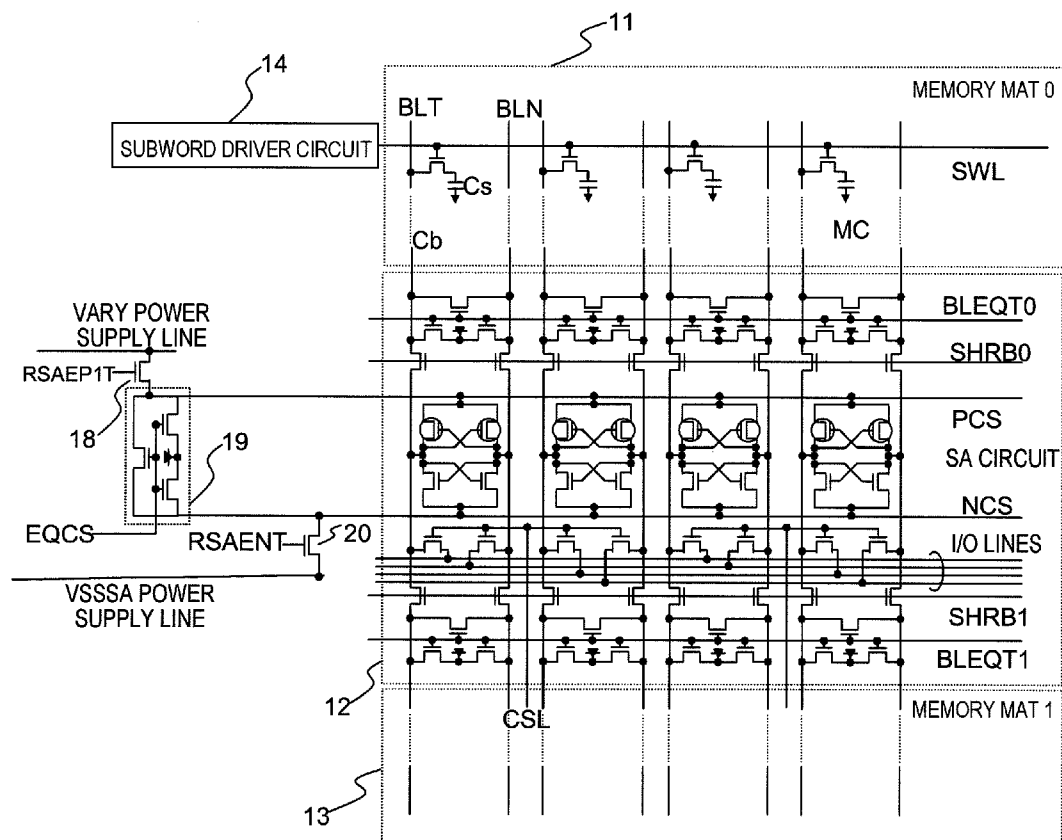 11
14
MEMORY MAT 0
BLT
BLN
SUBWORD DRIVER CIRCUIT
SWL
Cs
Cb
MC
VARY POWER
SUPPLY LINE
BLEQT0
SHRB0
RSAEP1T
18
PCS
SA CIRCUIT
19
NCS
EQCS
RSAENT
20
I/O LINES
VSSSA POWER
SUPPLY LINE
SHRB1
BLEQT1
12
CSL
MEMORY MAT 1
13